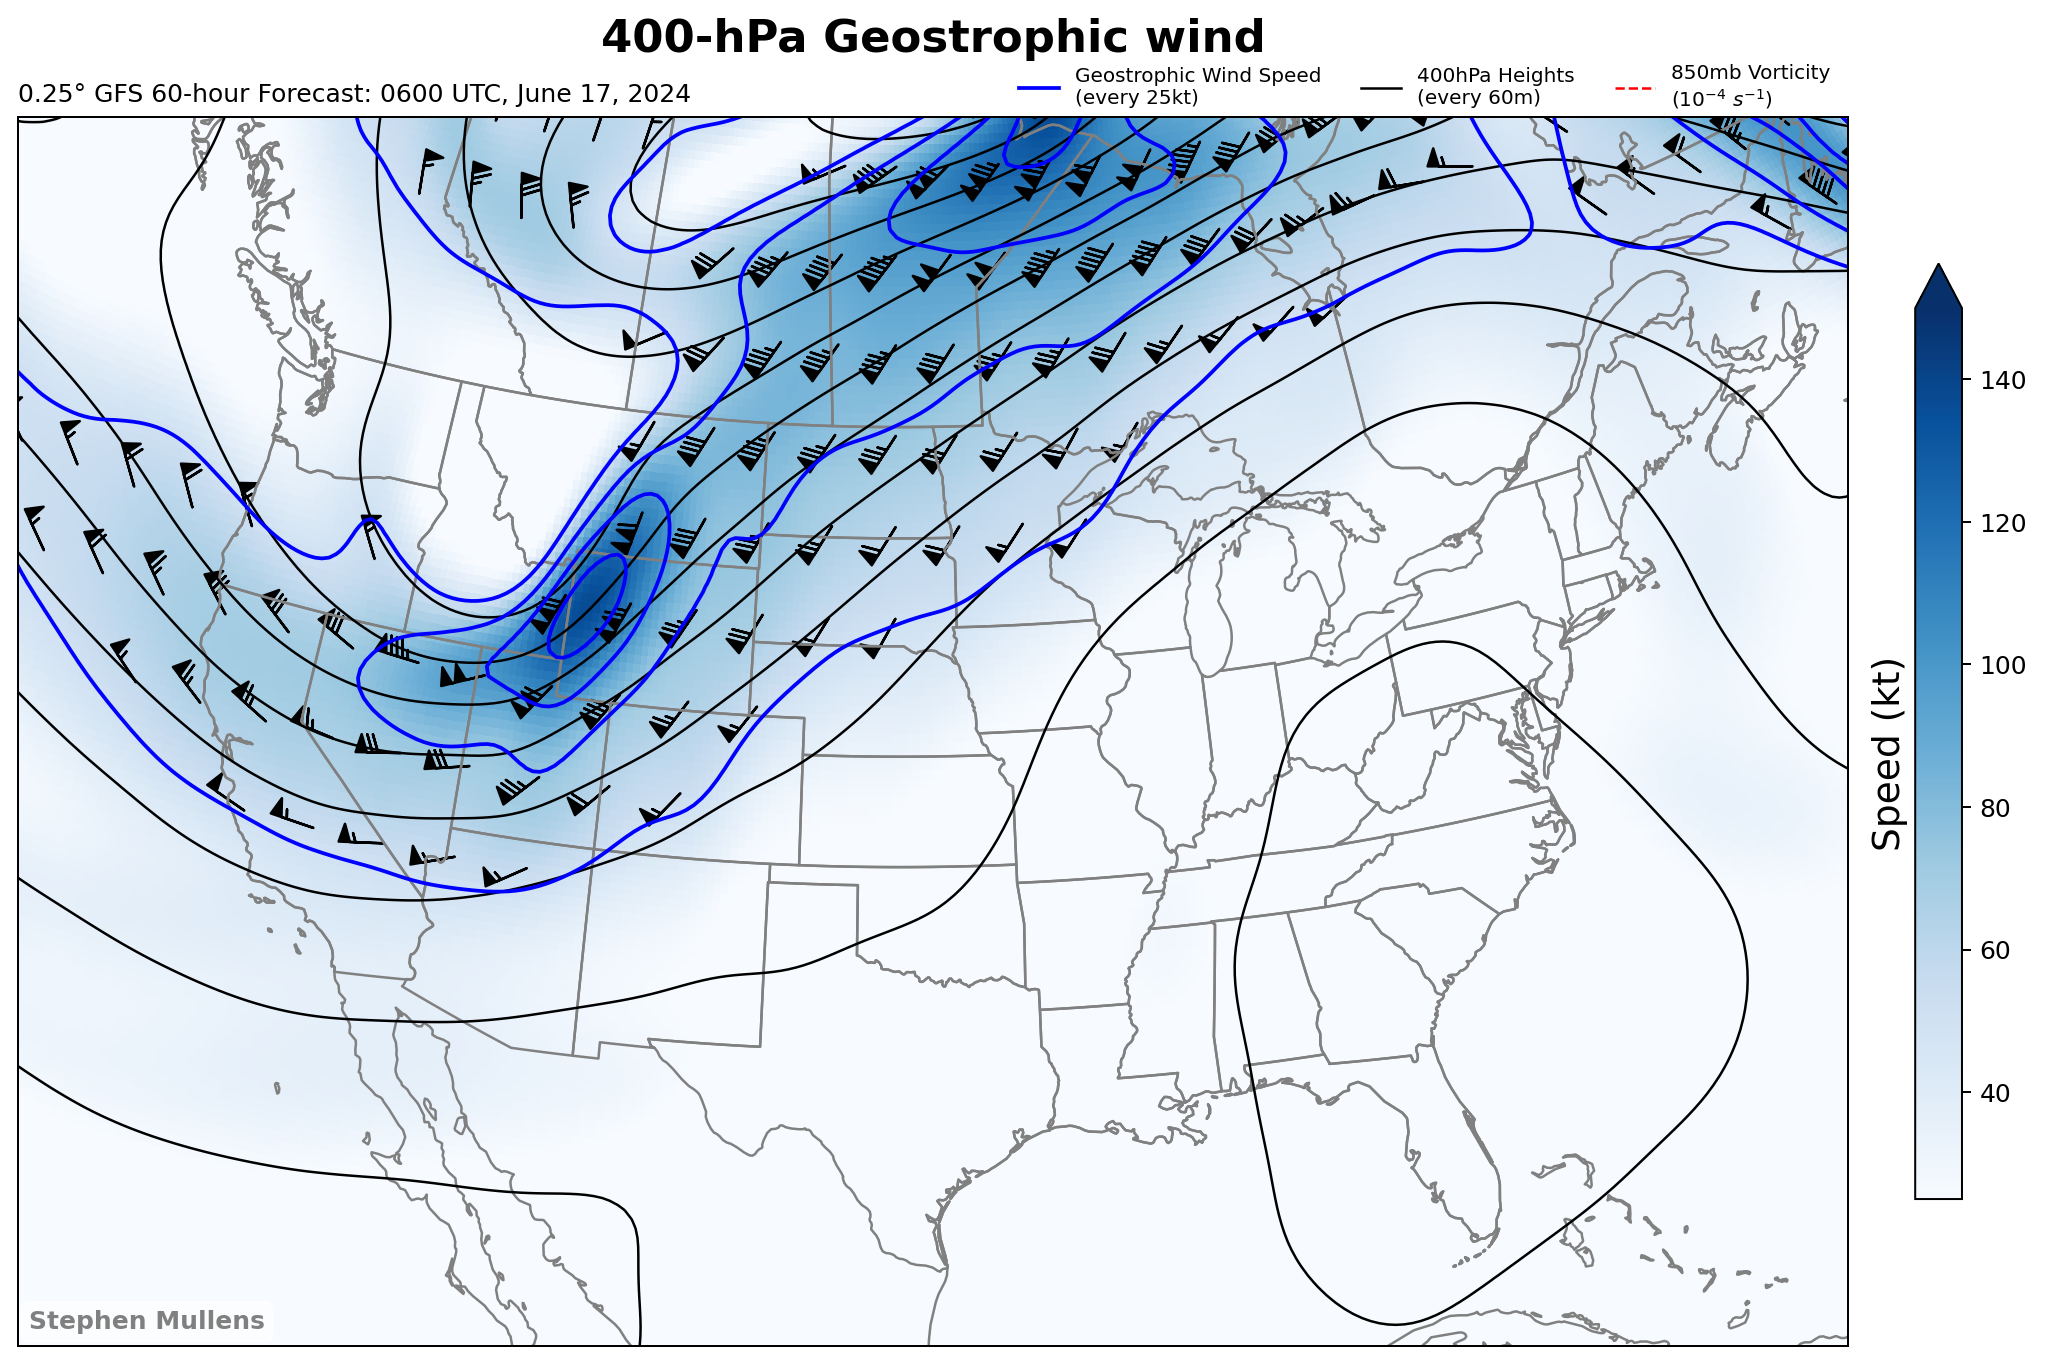 400-hPa Geostrophic wind
0.25° GFS 60-hour Forecast: 0600 UTC, June 17, 2024
Geostrophic Wind Speed
(every 25kt)
400hPa Heights
(every 60m)
850mb Vorticity
(10⁻⁴ s⁻¹)
140
120
100
80
60
40
Speed (kt)
Stephen Mullens